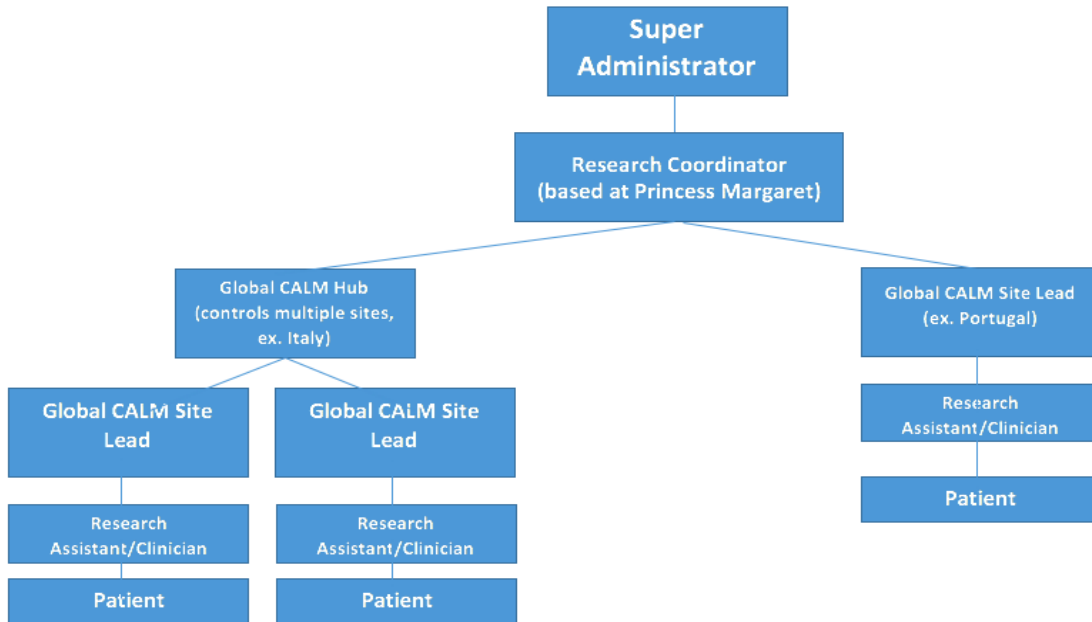 Super
Administrator
Research Coordinator
(based at Princess Margaret)
Global CALM Hub
(controls multiple sites,
ex. Italy)
Global CALM Site Lead
(ex. Portugal)
Global CALM Site
Lead
Global CALM Site
Lead
Research
Assistant/Clinician
Research
Assistant/Clinician
Research
Assistant/Clinician
Patient
Patient
Patient